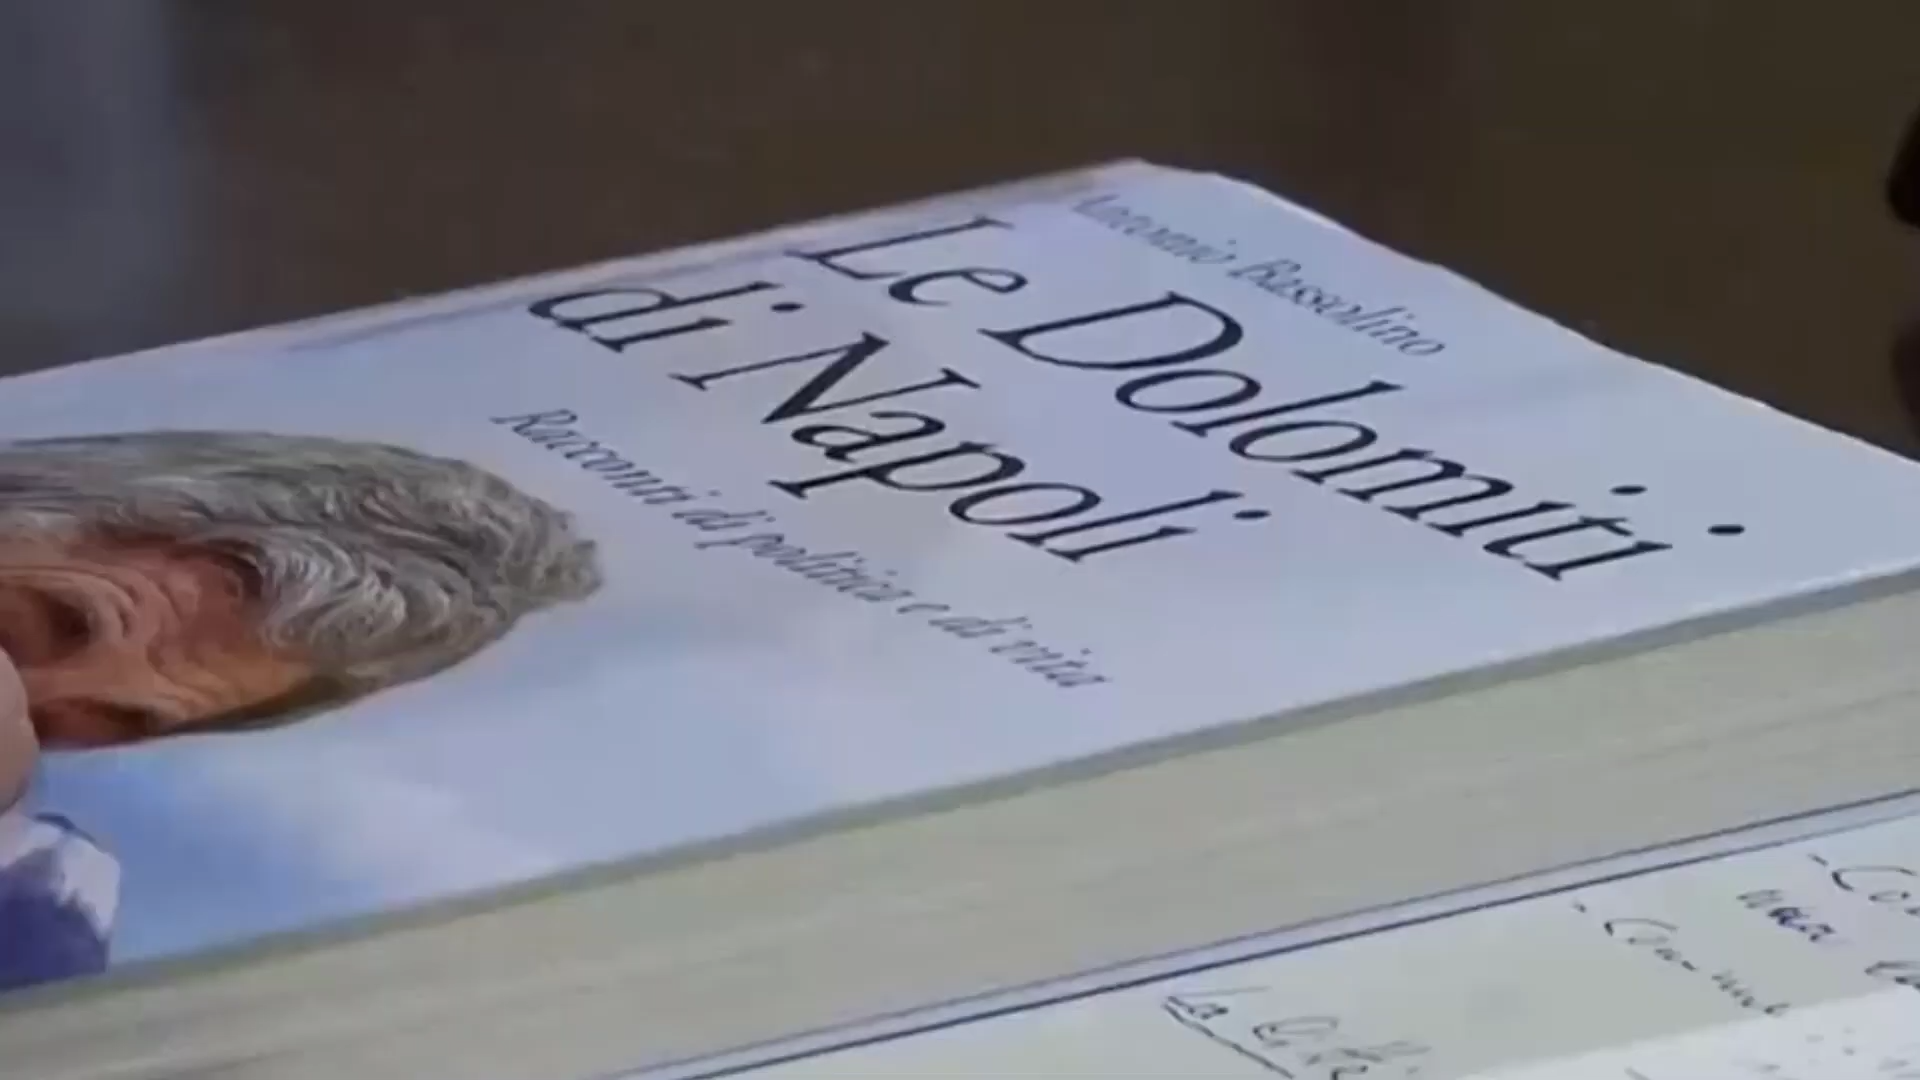 Antonio Bassolino
Le Dolomiti
di Napoli
Racconti di politica e di vita